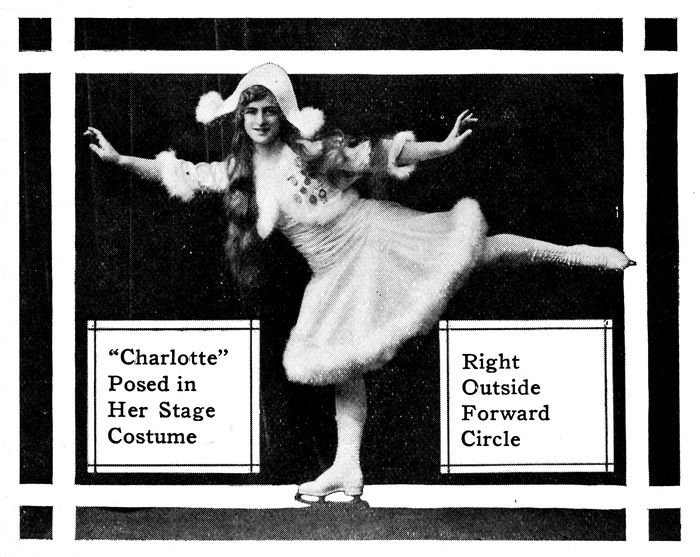 “Charlotte”
Posed in
Her Stage
Costume
Right
Outside
Forward
Circle